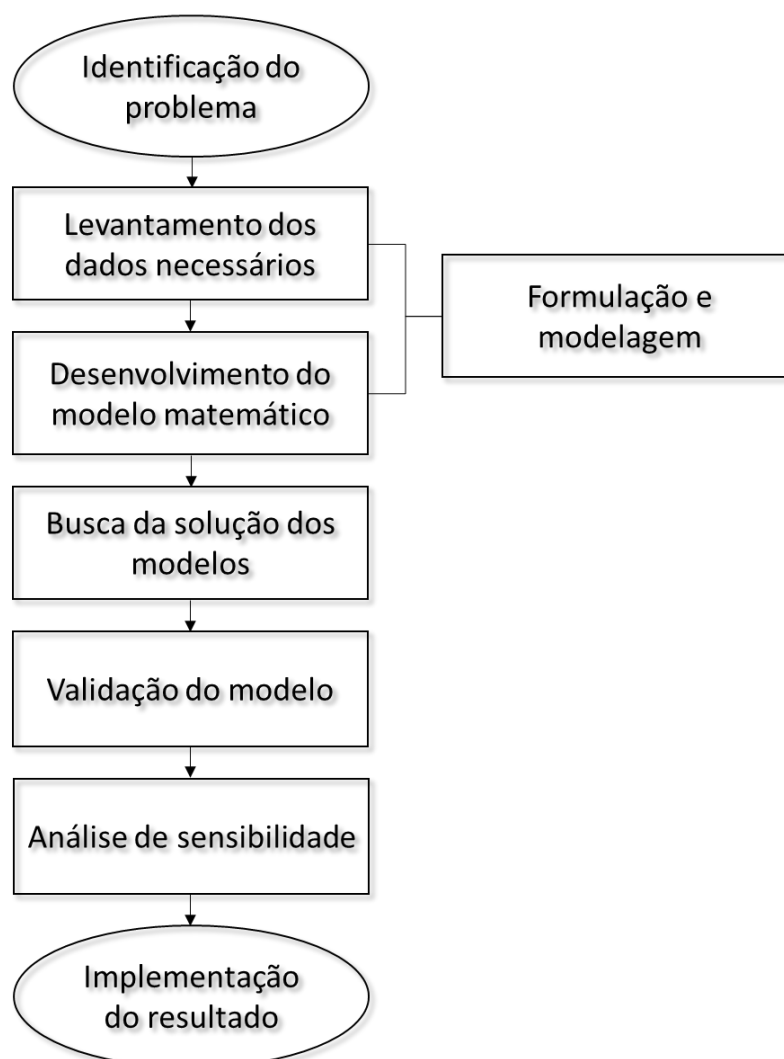 Identificação do
problema
Levantamento dos
dados necessários
Formulação e
modelagem
Desenvolvimento do
modelo matemático
Busca da solução dos
modelos
Validação do modelo
Análise de sensibilidade
Implementação
do resultado